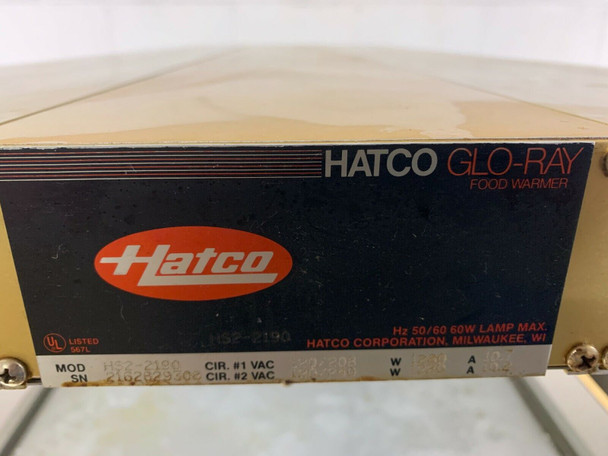 HATCO GLO-RAY
FOOD WARMER
Hatco
HS2-2190
UL LISTED
567L
Hz 50/60 60W LAMP MAX.
HATCO CORPORATION, MILWAUKEE, WI
MOD HS2-2190 CIR. #1 VAC W A
SN CIR. #2 VAC W A